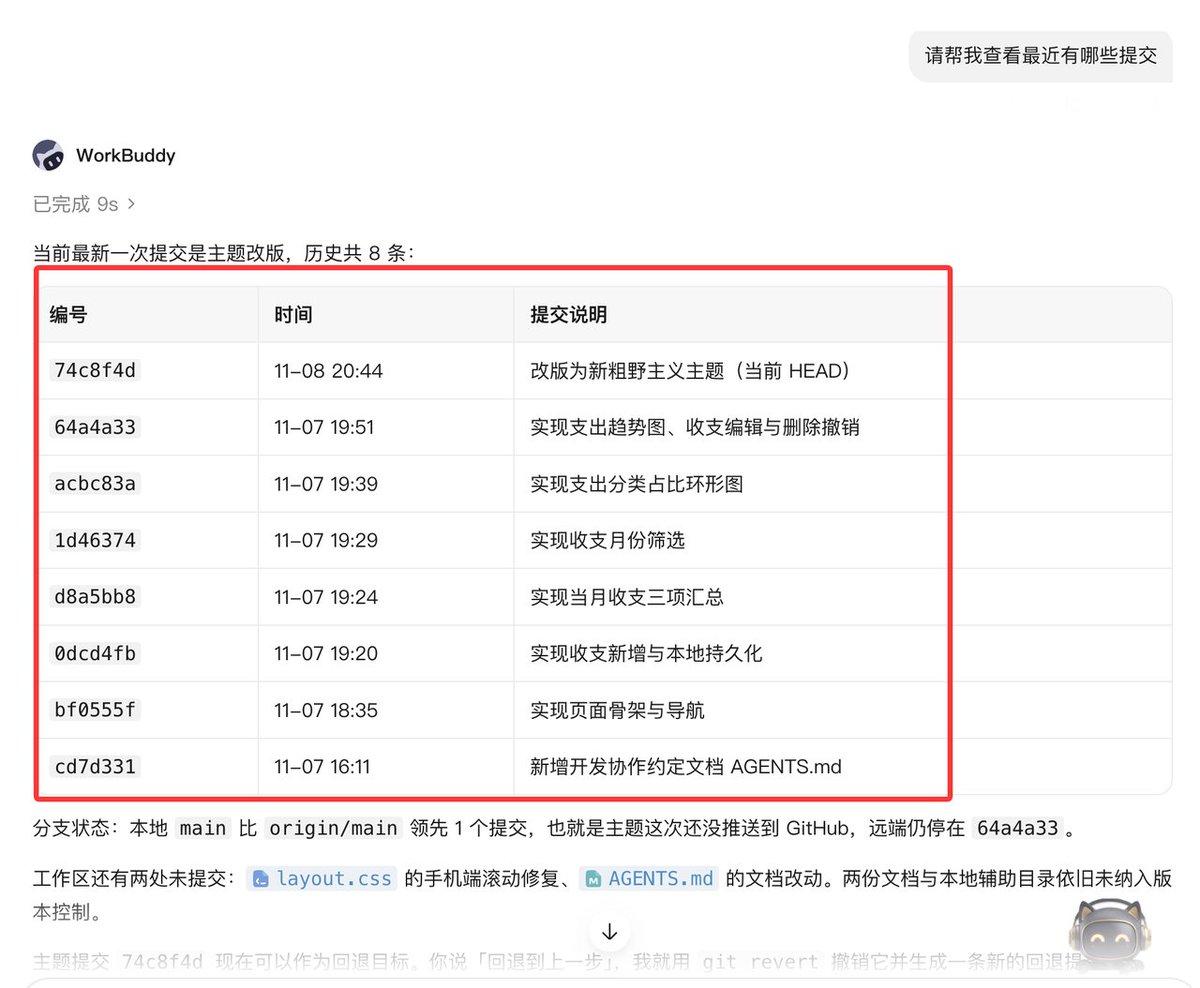 请帮我查看最近有哪些提交
WorkBuddy
已完成 9s >
当前最新一次提交是主题改版，历史共 8 条：
编号 时间 提交说明
74c8f4d 11-08 20:44 改版为新粗野主义主题（当前 HEAD）
64a4a33 11-07 19:51 实现支出趋势图、收支编辑与删除撤销
acbc83a 11-07 19:39 实现支出分类占比环形图
1d46374 11-07 19:29 实现收支月份筛选
d8a5bb8 11-07 19:24 实现当月收支三项汇总
0dcd4fb 11-07 19:20 实现收支新增与本地持久化
bf0555f 11-07 18:35 实现页面骨架与导航
cd7d331 11-07 16:11 新增开发协作约定文档 AGENTS.md
分支状态：本地 main 比 origin/main 领先 1 个提交，也就是主题这次还没推送到 GitHub，远端仍停在 64a4a33 。
工作区还有两处未提交： layout.css 的手机端滚动修复、 AGENTS.md 的文档改动。两份文档与本地辅助目录依旧未纳入版
本控制。
主题提交 74c8f4d 现在可以作为回退目标。你说「回退到上一步」，我就用 git revert 撤销它并生成一条新的回退提